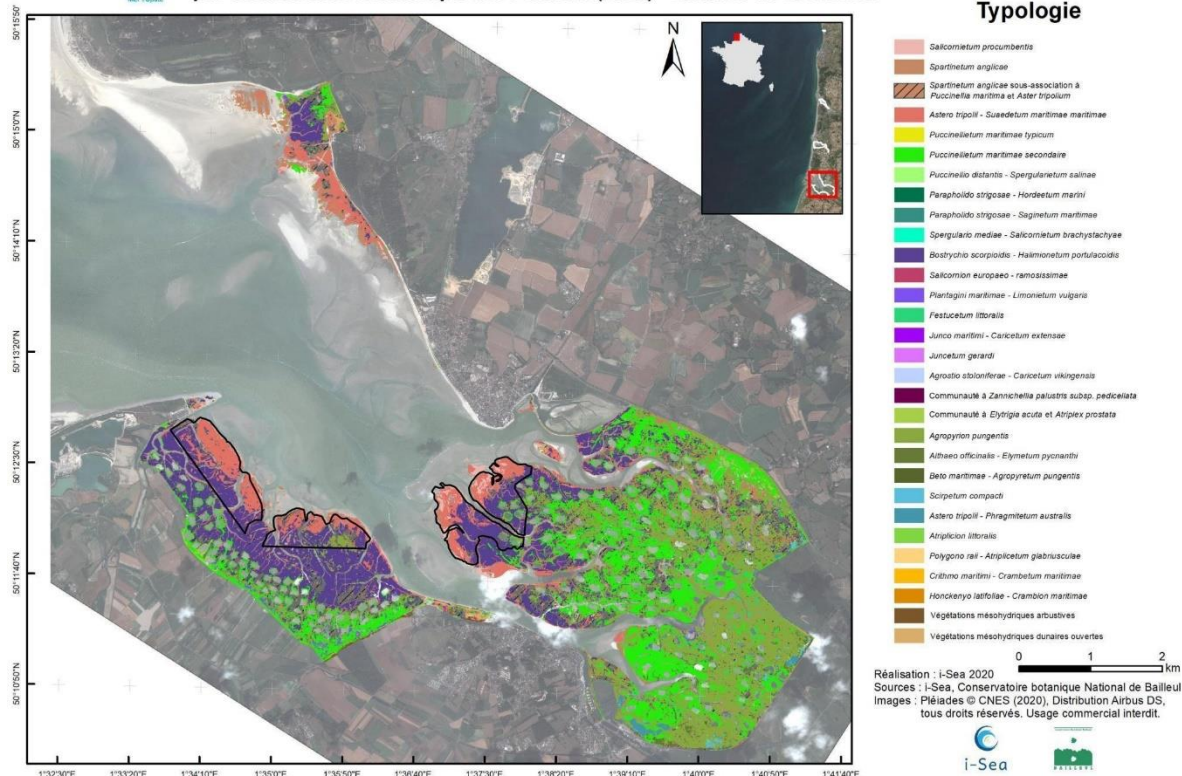 Typologie
N
Salicornietum procumbentis
Spartinetum anglicae
Spartinetum anglicae sous-association à
Puccinellia maritima et Aster tripolium
Astero tripolii - Suaedetum maritimae maritimae
Puccinellietum maritimae typicum
Puccinellietum maritimae secondaire
Puccinellio distantis - Spergularietum salinae
Parapholido strigosae - Hordeetum marini
Parapholido strigosae - Saginetum maritimae
Spergulario mediae - Salicornietum brachystachyae
Bostrychio scorpioidis - Halimionetum portulacoidis
Salicornion europaeo - ramosissimae
Plantagini maritimae - Limonietum vulgaris
Festucetum littoralis
Junco maritimi - Caricetum extensae
Juncetum gerardi
Agrostio stoloniferae - Caricetum vikingensis
Communauté à Zannichellia palustris subsp. pedicellata
Communauté à Elytrigia acuta et Atriplex prostata
Agropyrion pungentis
Althaeo officinalis - Elymetum pycnanthi
Beto maritimae - Agropyretum pungentis
Scirpetum compacti
Astero tripolii - Phragmitetum australis
Atriplicion littoralis
Polygono raii - Atriplicetum glabriusculae
Crithmo maritimi - Crambetum maritimae
Honckenyo latifoliae - Crambion maritimae
Végétations mésohydriques arbustives
Végétations mésohydriques dunaires ouvertes
0 1 2
km
Réalisation : i-Sea 2020
Sources : i-Sea, Conservatoire botanique National de Bailleul
Images : Pléiades © CNES (2020), Distribution Airbus DS,
tous droits réservés. Usage commercial interdit.
i-Sea
BAILLEUL
50°15'50"
50°15'0"N
50°14'10"N
50°13'20"N
50°12'30"N
50°11'40"N
50°10'50"N
1°32'30"E 1°33'20"E 1°34'10"E 1°35'0"E 1°35'50"E 1°36'40"E 1°37'30"E 1°38'20"E 1°39'10"E 1°40'0"E 1°40'50"E 1°41'40"E